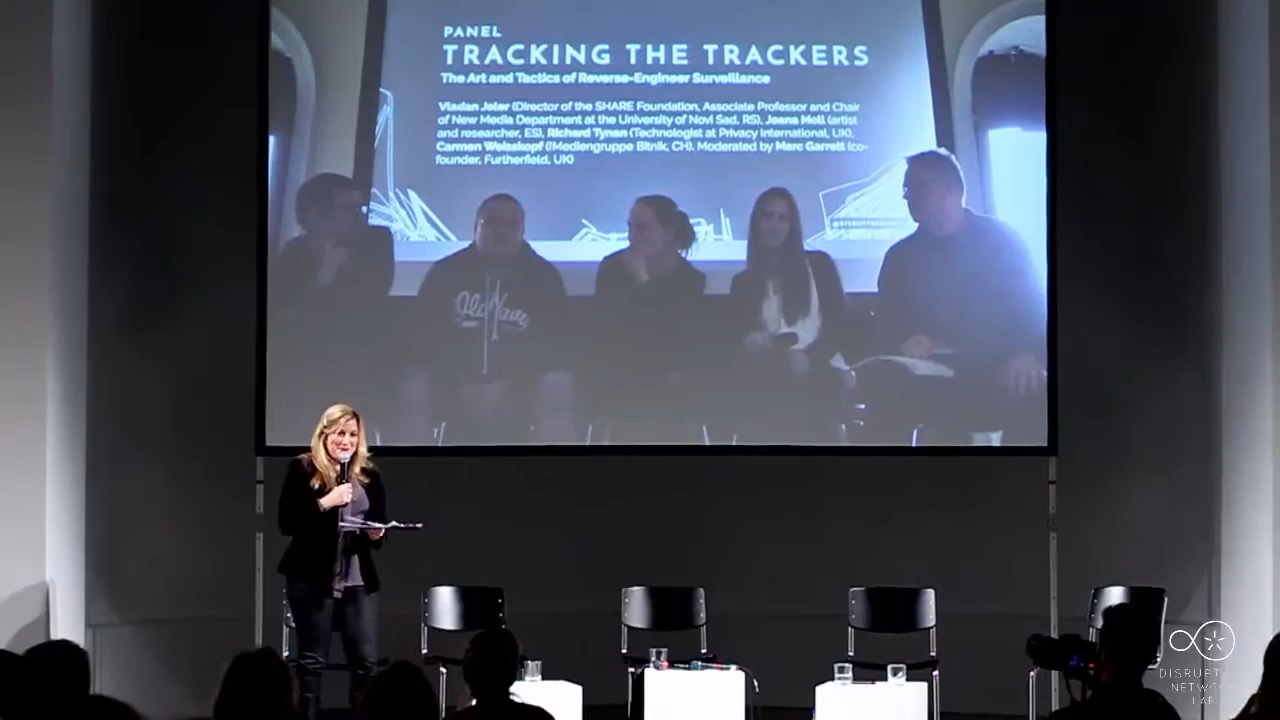 PANEL
TRACKING THE TRACKERS
The Art and Tactics of Reverse-Engineer Surveillance
Vladan Joler (Director of the SHARE Foundation, Associate Professor and Chair
of New Media Department at the University of Novi Sad, RS), Joana Moll (artist
and researcher, ES), Richard Tynan (Technologist at Privacy International, UK),
Carmen Weisskopf (!Mediengruppe Bitnik, CH). Moderated by Marc Garrett (co-
founder, Furtherfield, UK)
DISRUPT
NETWORK
LAB